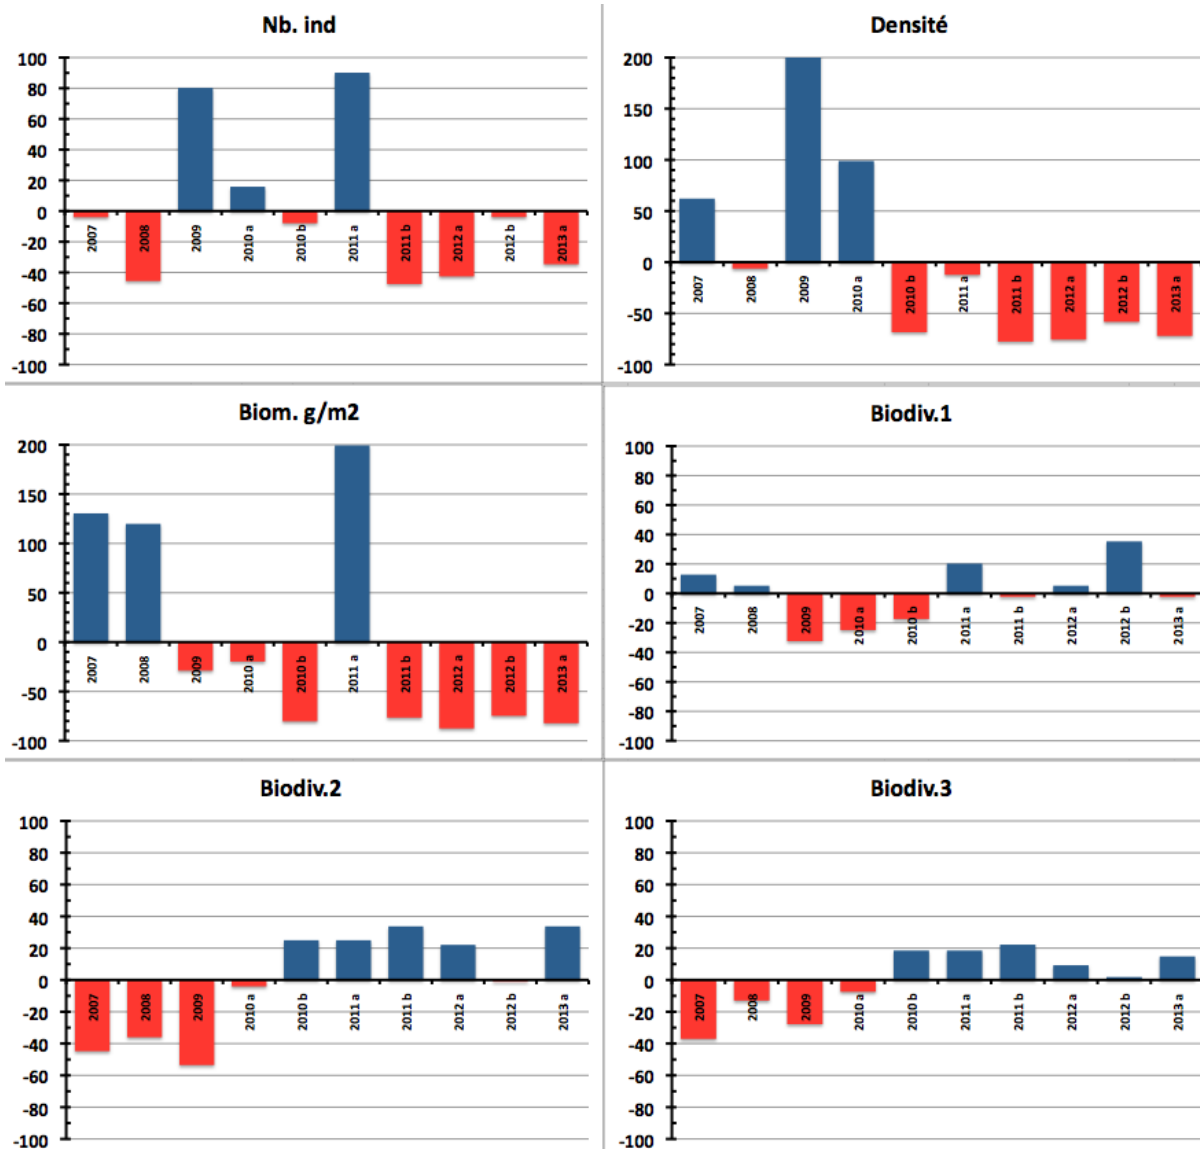 Nb. ind
100
80
60
40
20
0
-20
-40
-60
-80
-100
2007
2008
2009
2010 a
2010 b
2011 a
2011 b
2012 a
2012 b
2013 a
Densité
200
150
100
50
0
-50
-100
2007
2008
2009
2010 a
2010 b
2011 a
2011 b
2012 a
2012 b
2013 a
Biom. g/m2
200
150
100
50
0
-50
-100
2007
2008
2009
2010 a
2010 b
2011 a
2011 b
2012 a
2012 b
2013 a
Biodiv.1
100
80
60
40
20
0
-20
-40
-60
-80
-100
2007
2008
2009
2010 a
2010 b
2011 a
2011 b
2012 a
2012 b
2013 a
Biodiv.2
100
80
60
40
20
0
-20
-40
-60
-80
-100
2007
2008
2009
2010 a
2010 b
2011 a
2011 b
2012 a
2012 b
2013 a
Biodiv.3
100
80
60
40
20
0
-20
-40
-60
-80
-100
2007
2008
2009
2010 a
2010 b
2011 a
2011 b
2012 a
2012 b
2013 a